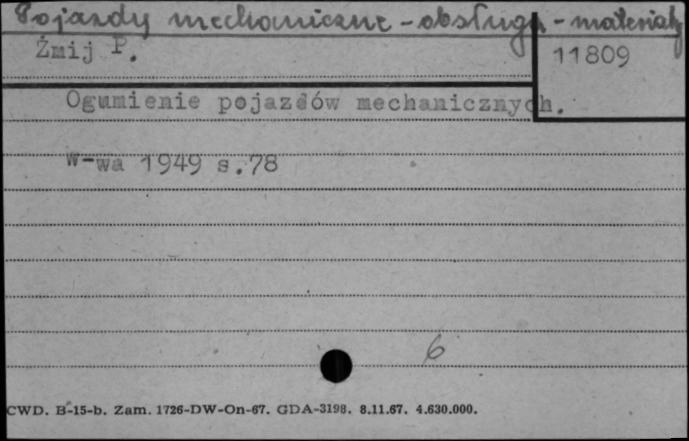 Pojazdy mechaniczne - obsługa - materiały
Żmij P.
11809
Ogumienie pojazdów mechanicznych.
W-wa 1949 s.78
6
CWD. B-15-b. Zam. 1726-DW-On-67. GDA-3198. 8.11.67. 4.630.000.